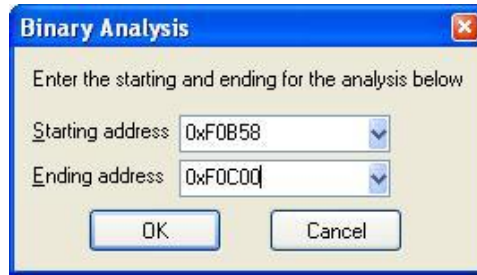 Binary Analysis
Enter the starting and ending for the analysis below
Starting address 0xF0B58
Ending address 0xF0C00
OK Cancel